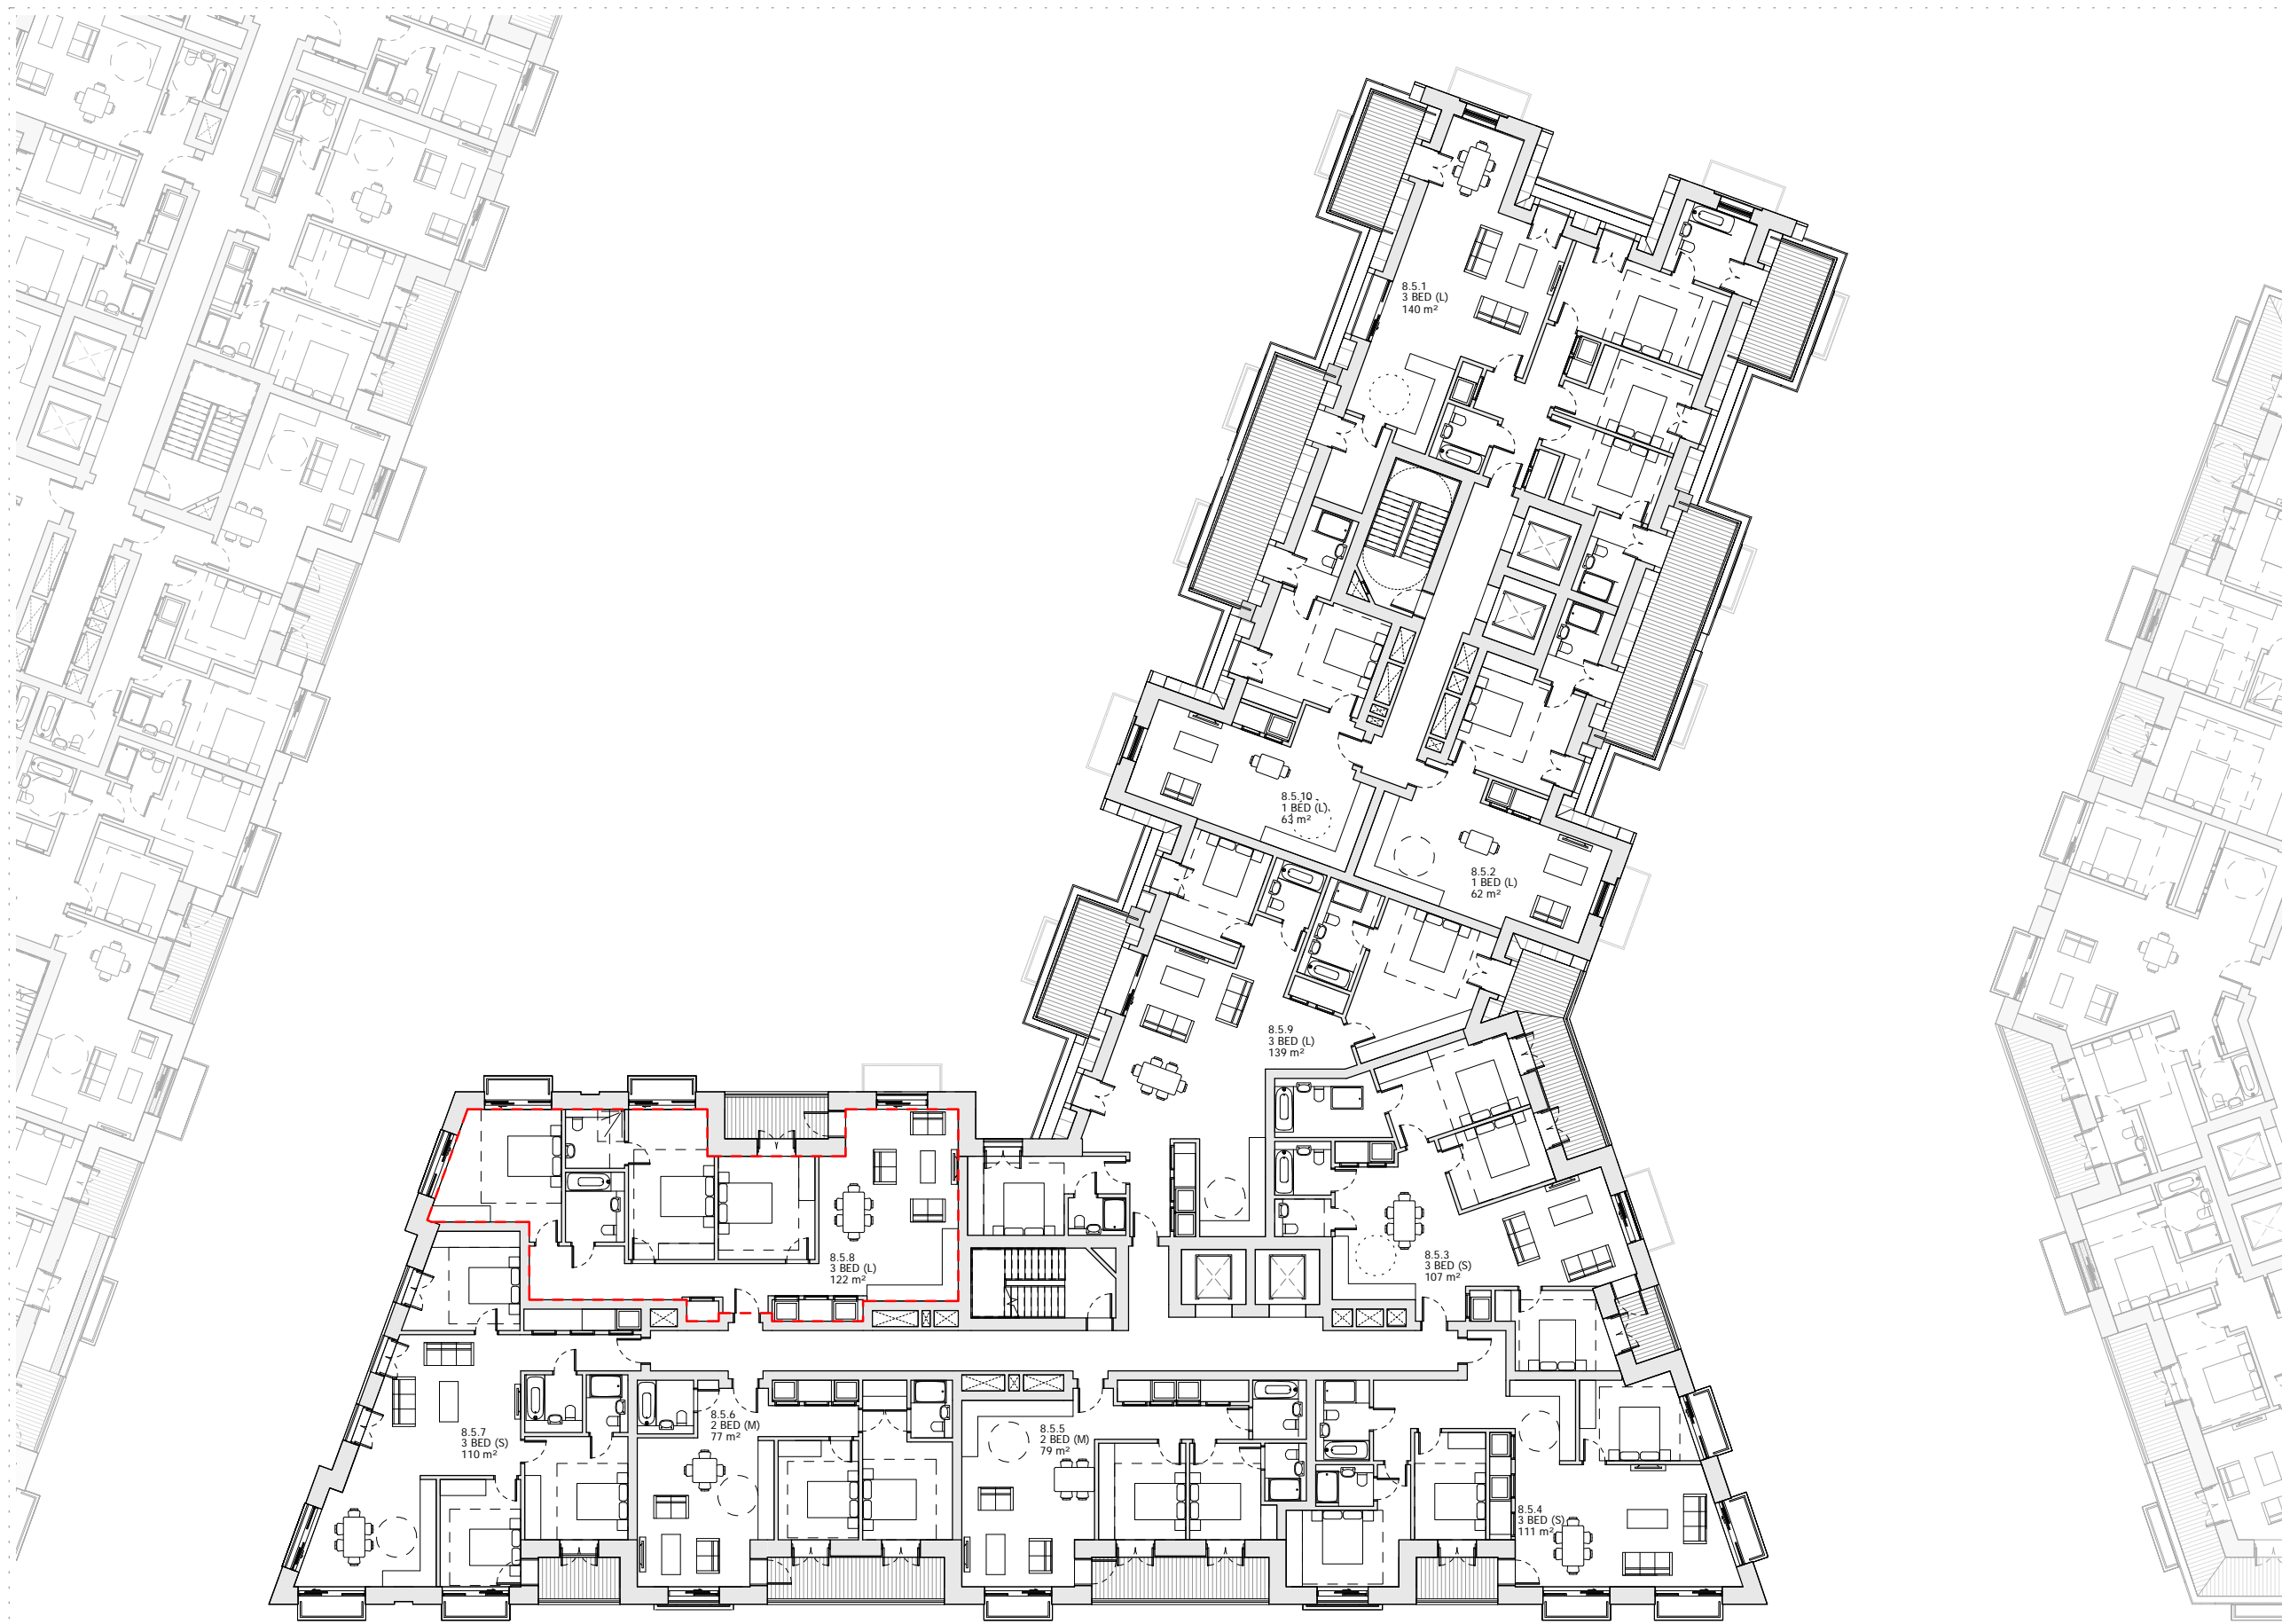 8.5.1
3 BED (L)
140 m²
8.5.10
1 BED (L)
63 m²
8.5.2
1 BED (L)
62 m²
8.5.9
3 BED (L)
139 m²
8.5.8
3 BED (L)
122 m²
8.5.3
3 BED (S)
107 m²
8.5.7
3 BED (S)
110 m²
8.5.6
2 BED (M)
77 m²
8.5.5
2 BED (M)
79 m²
8.5.4
3 BED (S)
111 m²